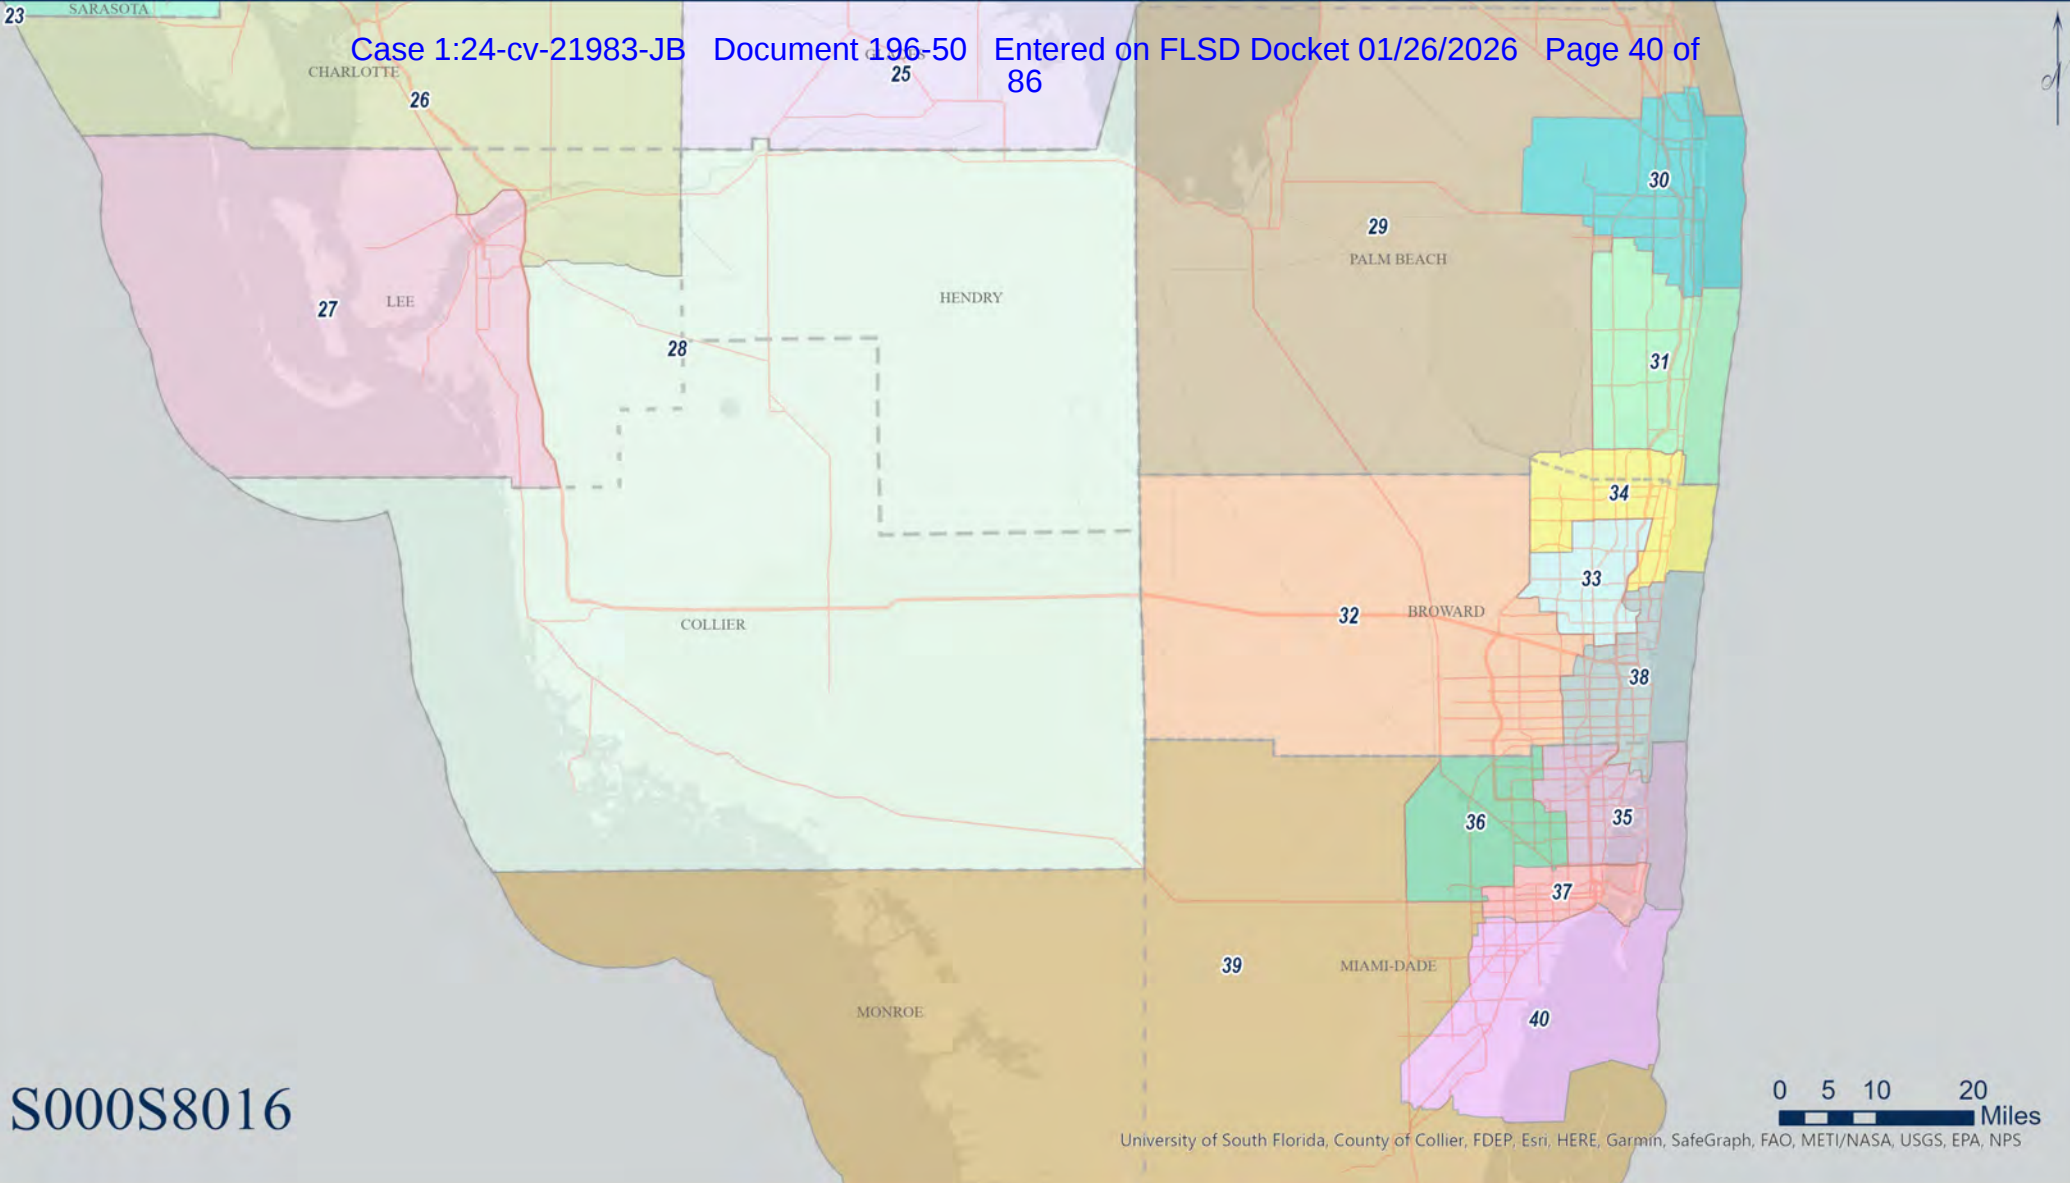 23
SARASOTA
Case 1:24-cv-21983-JB Document 196-50 Entered on FLSD Docket 01/26/2026 Page 40 of
86
CHARLOTTE
25
26
30
29
PALM BEACH
HENDRY
27
LEE
28
31
34
33
32
BROWARD
COLLIER
38
36
35
37
39
MIAMI-DADE
MONROE
40
S000S8016
0 5 10 20
Miles
University of South Florida, County of Collier, FDEP, Esri, HERE, Garmin, SafeGraph, FAO, METI/NASA, USGS, EPA, NPS